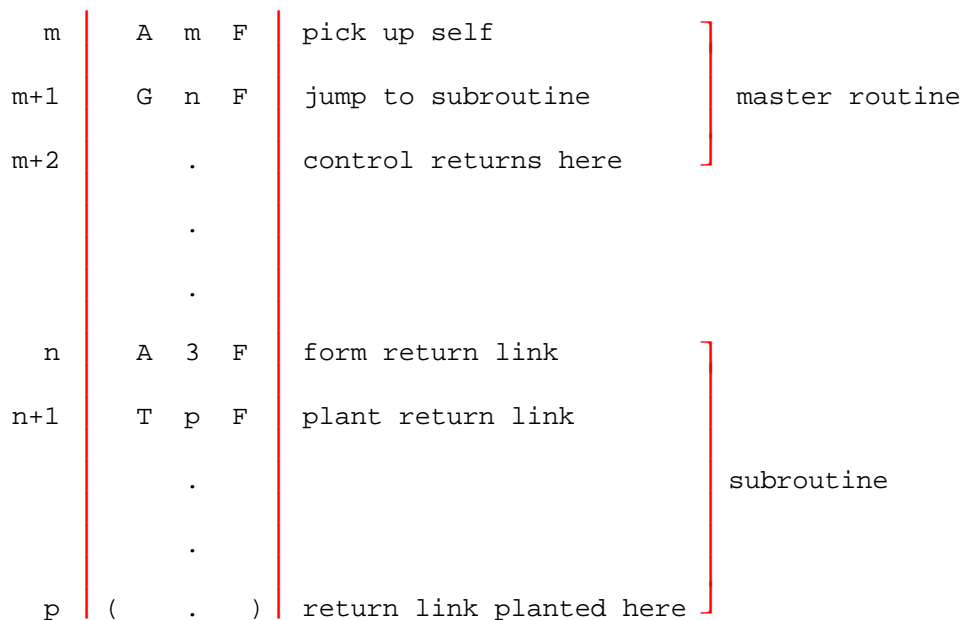 m A m F pick up self
m+1 G n F jump to subroutine master routine
m+2 . control returns here
.
.
n A 3 F form return link
n+1 T p F plant return link
. subroutine
.
p ( . ) return link planted here